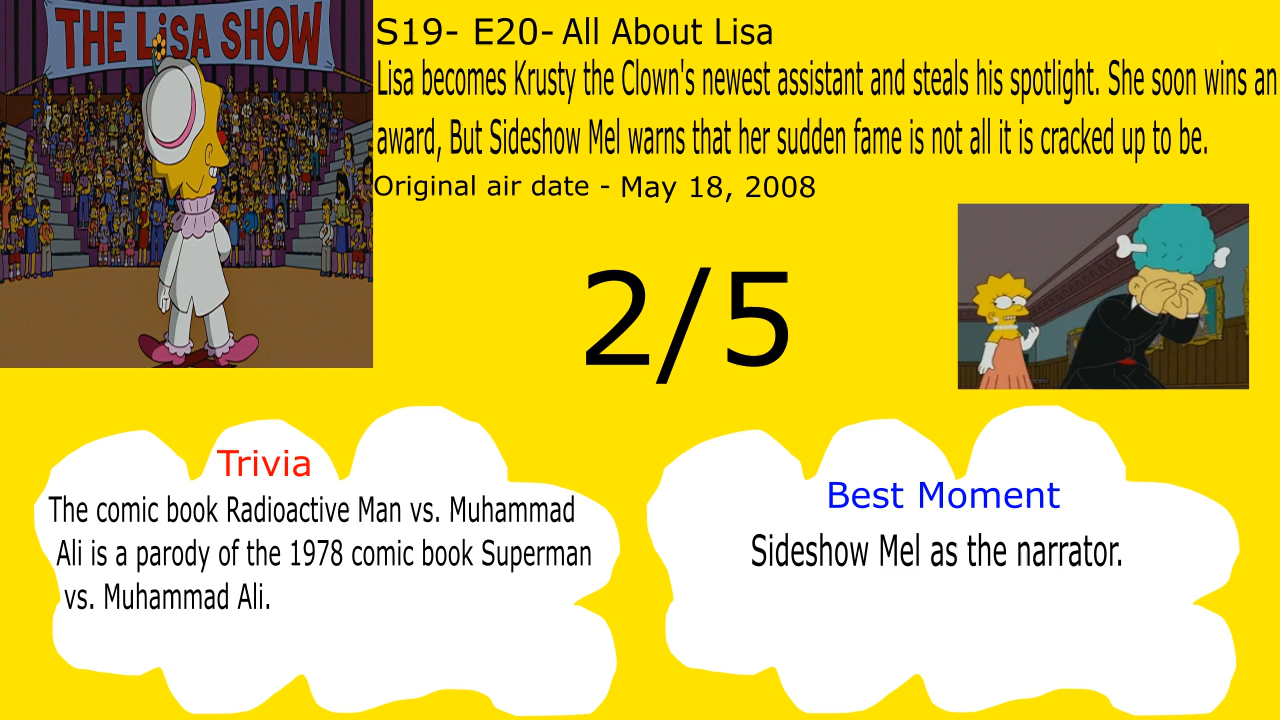 THE LiSA SHOW
S19- E20- All About Lisa
Lisa becomes Krusty the Clown's newest assistant and steals his spotlight. She soon wins an
award, But Sideshow Mel warns that her sudden fame is not all it is cracked up to be.
Original air date - May 18, 2008
2/5
Trivia
The comic book Radioactive Man vs. Muhammad
Ali is a parody of the 1978 comic book Superman
vs. Muhammad Ali.
Best Moment
Sideshow Mel as the narrator.